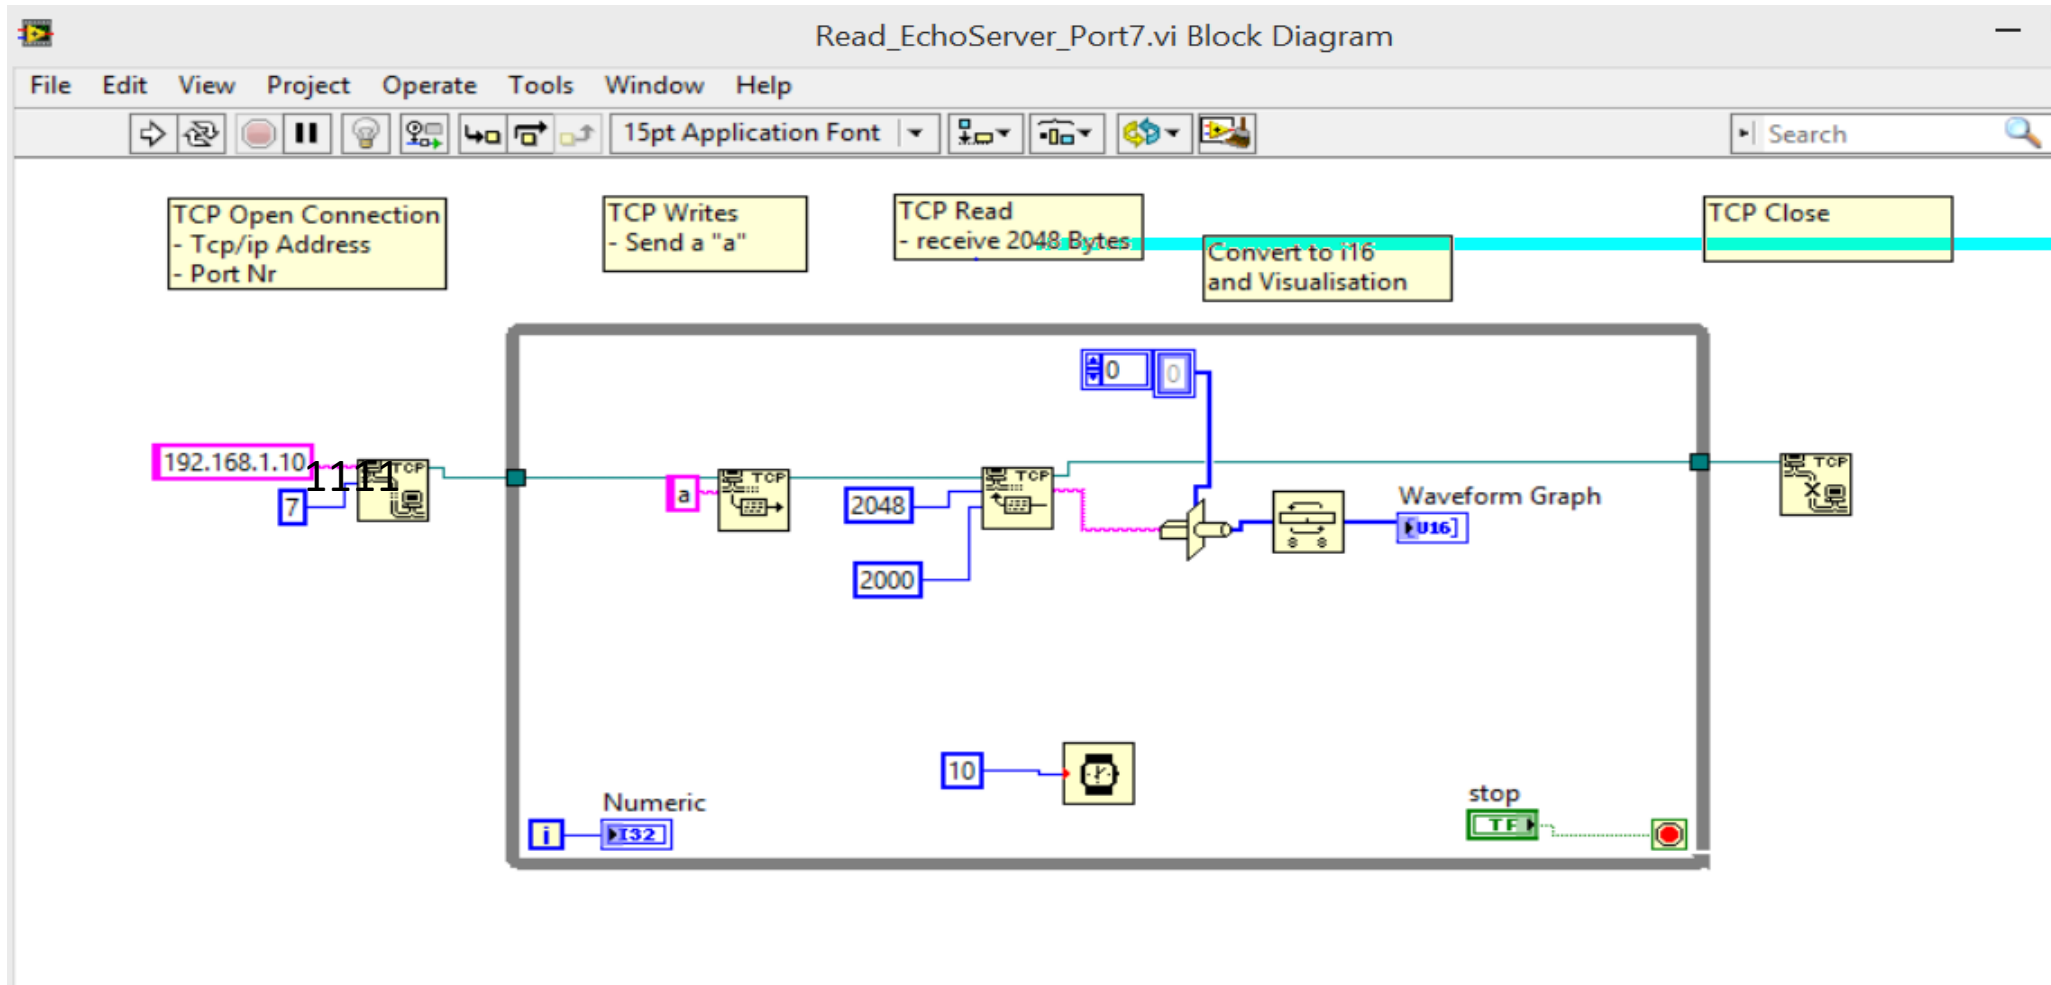 Read_EchoServer_Port7.vi Block Diagram
File Edit View Project Operate Tools Window Help
15pt Application Font
Search
TCP Open Connection
- Tcp/ip Address
- Port Nr
TCP Writes
- Send a "a"
TCP Read
- receive 2048 Bytes
Convert to i16
and Visualisation
TCP Close
0
0
192.168.1.10
1111
TCP
7
a
TCP
2048
TCP
2000
Waveform Graph
U16]
TCP
10
Numeric
i
I32
stop
TF